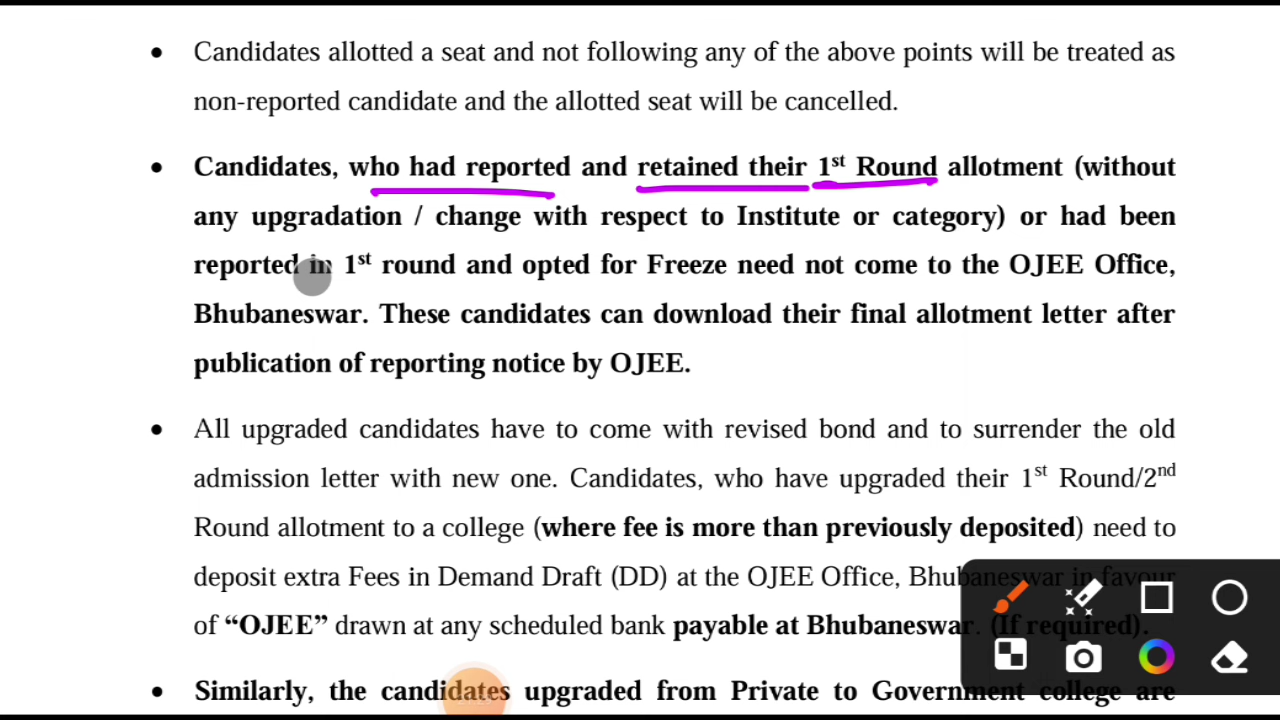 • Candidates allotted a seat and not following any of the above points will be treated as
non-reported candidate and the allotted seat will be cancelled.
• Candidates, who had reported and retained their 1st Round allotment (without
any upgradation / change with respect to Institute or category) or had been
reported in 1st round and opted for Freeze need not come to the OJEE Office,
Bhubaneswar. These candidates can download their final allotment letter after
publication of reporting notice by OJEE.
• All upgraded candidates have to come with revised bond and to surrender the old
admission letter with new one. Candidates, who have upgraded their 1st Round/2nd
Round allotment to a college (where fee is more than previously deposited) need to
deposit extra Fees in Demand Draft (DD) at the OJEE Office, Bhubaneswar in favour
of “OJEE” drawn at any scheduled bank payable at Bhubaneswar. (If required).
• Similarly, the candidates upgraded from Private to Government college are